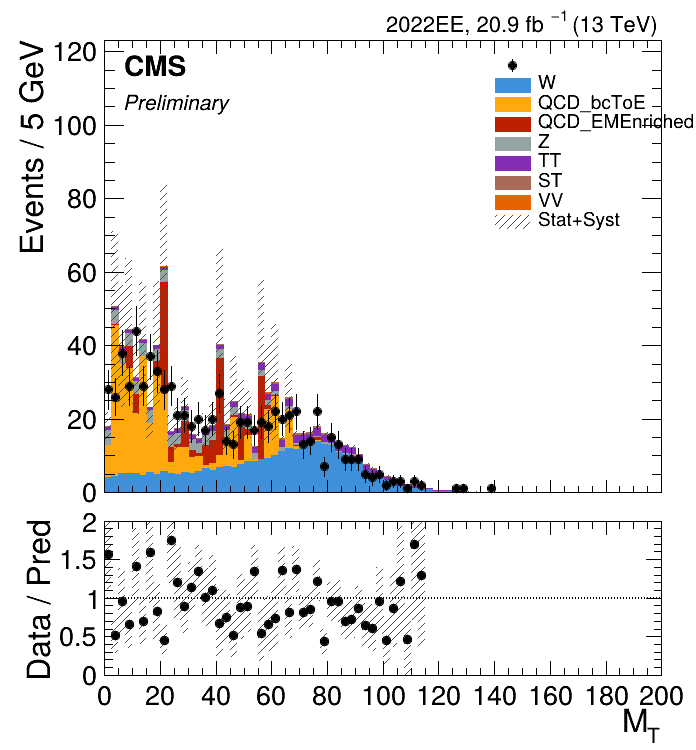 2022EE, 20.9 fb ⁻¹ (13 TeV)
CMS
Preliminary
W
QCD_bcToE
QCD_EMEnriched
Z
TT
ST
VV
Stat+Syst
Events / 5 GeV
120
100
80
60
40
20
0
Data / Pred
2
1.5
1
0.5
0
0 20 40 60 80 100 120 140 160 180 200
M_T